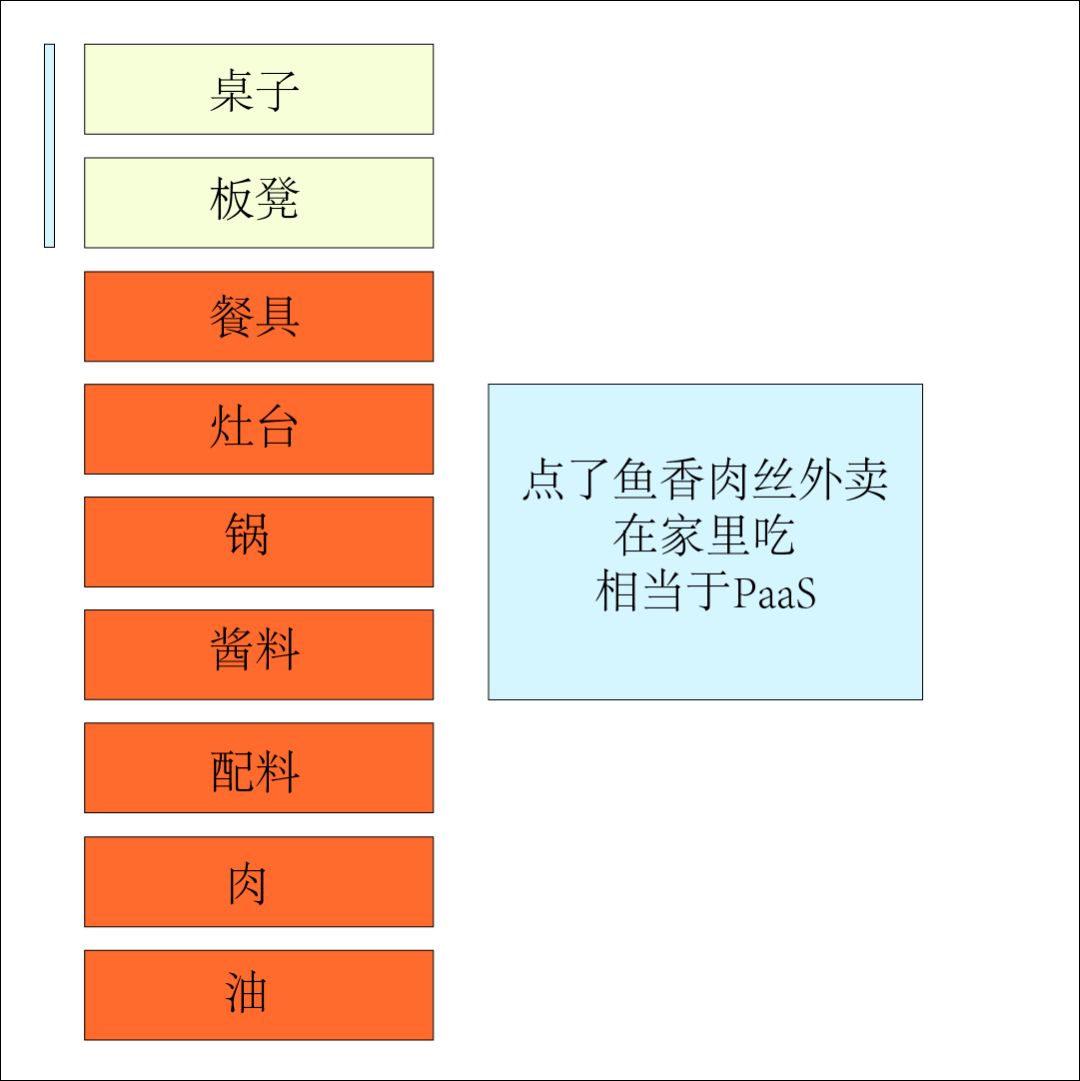 桌子
板凳
餐具
灶台
锅
酱料
配料
肉
油
点了鱼香肉丝外卖
在家里吃
相当于PaaS